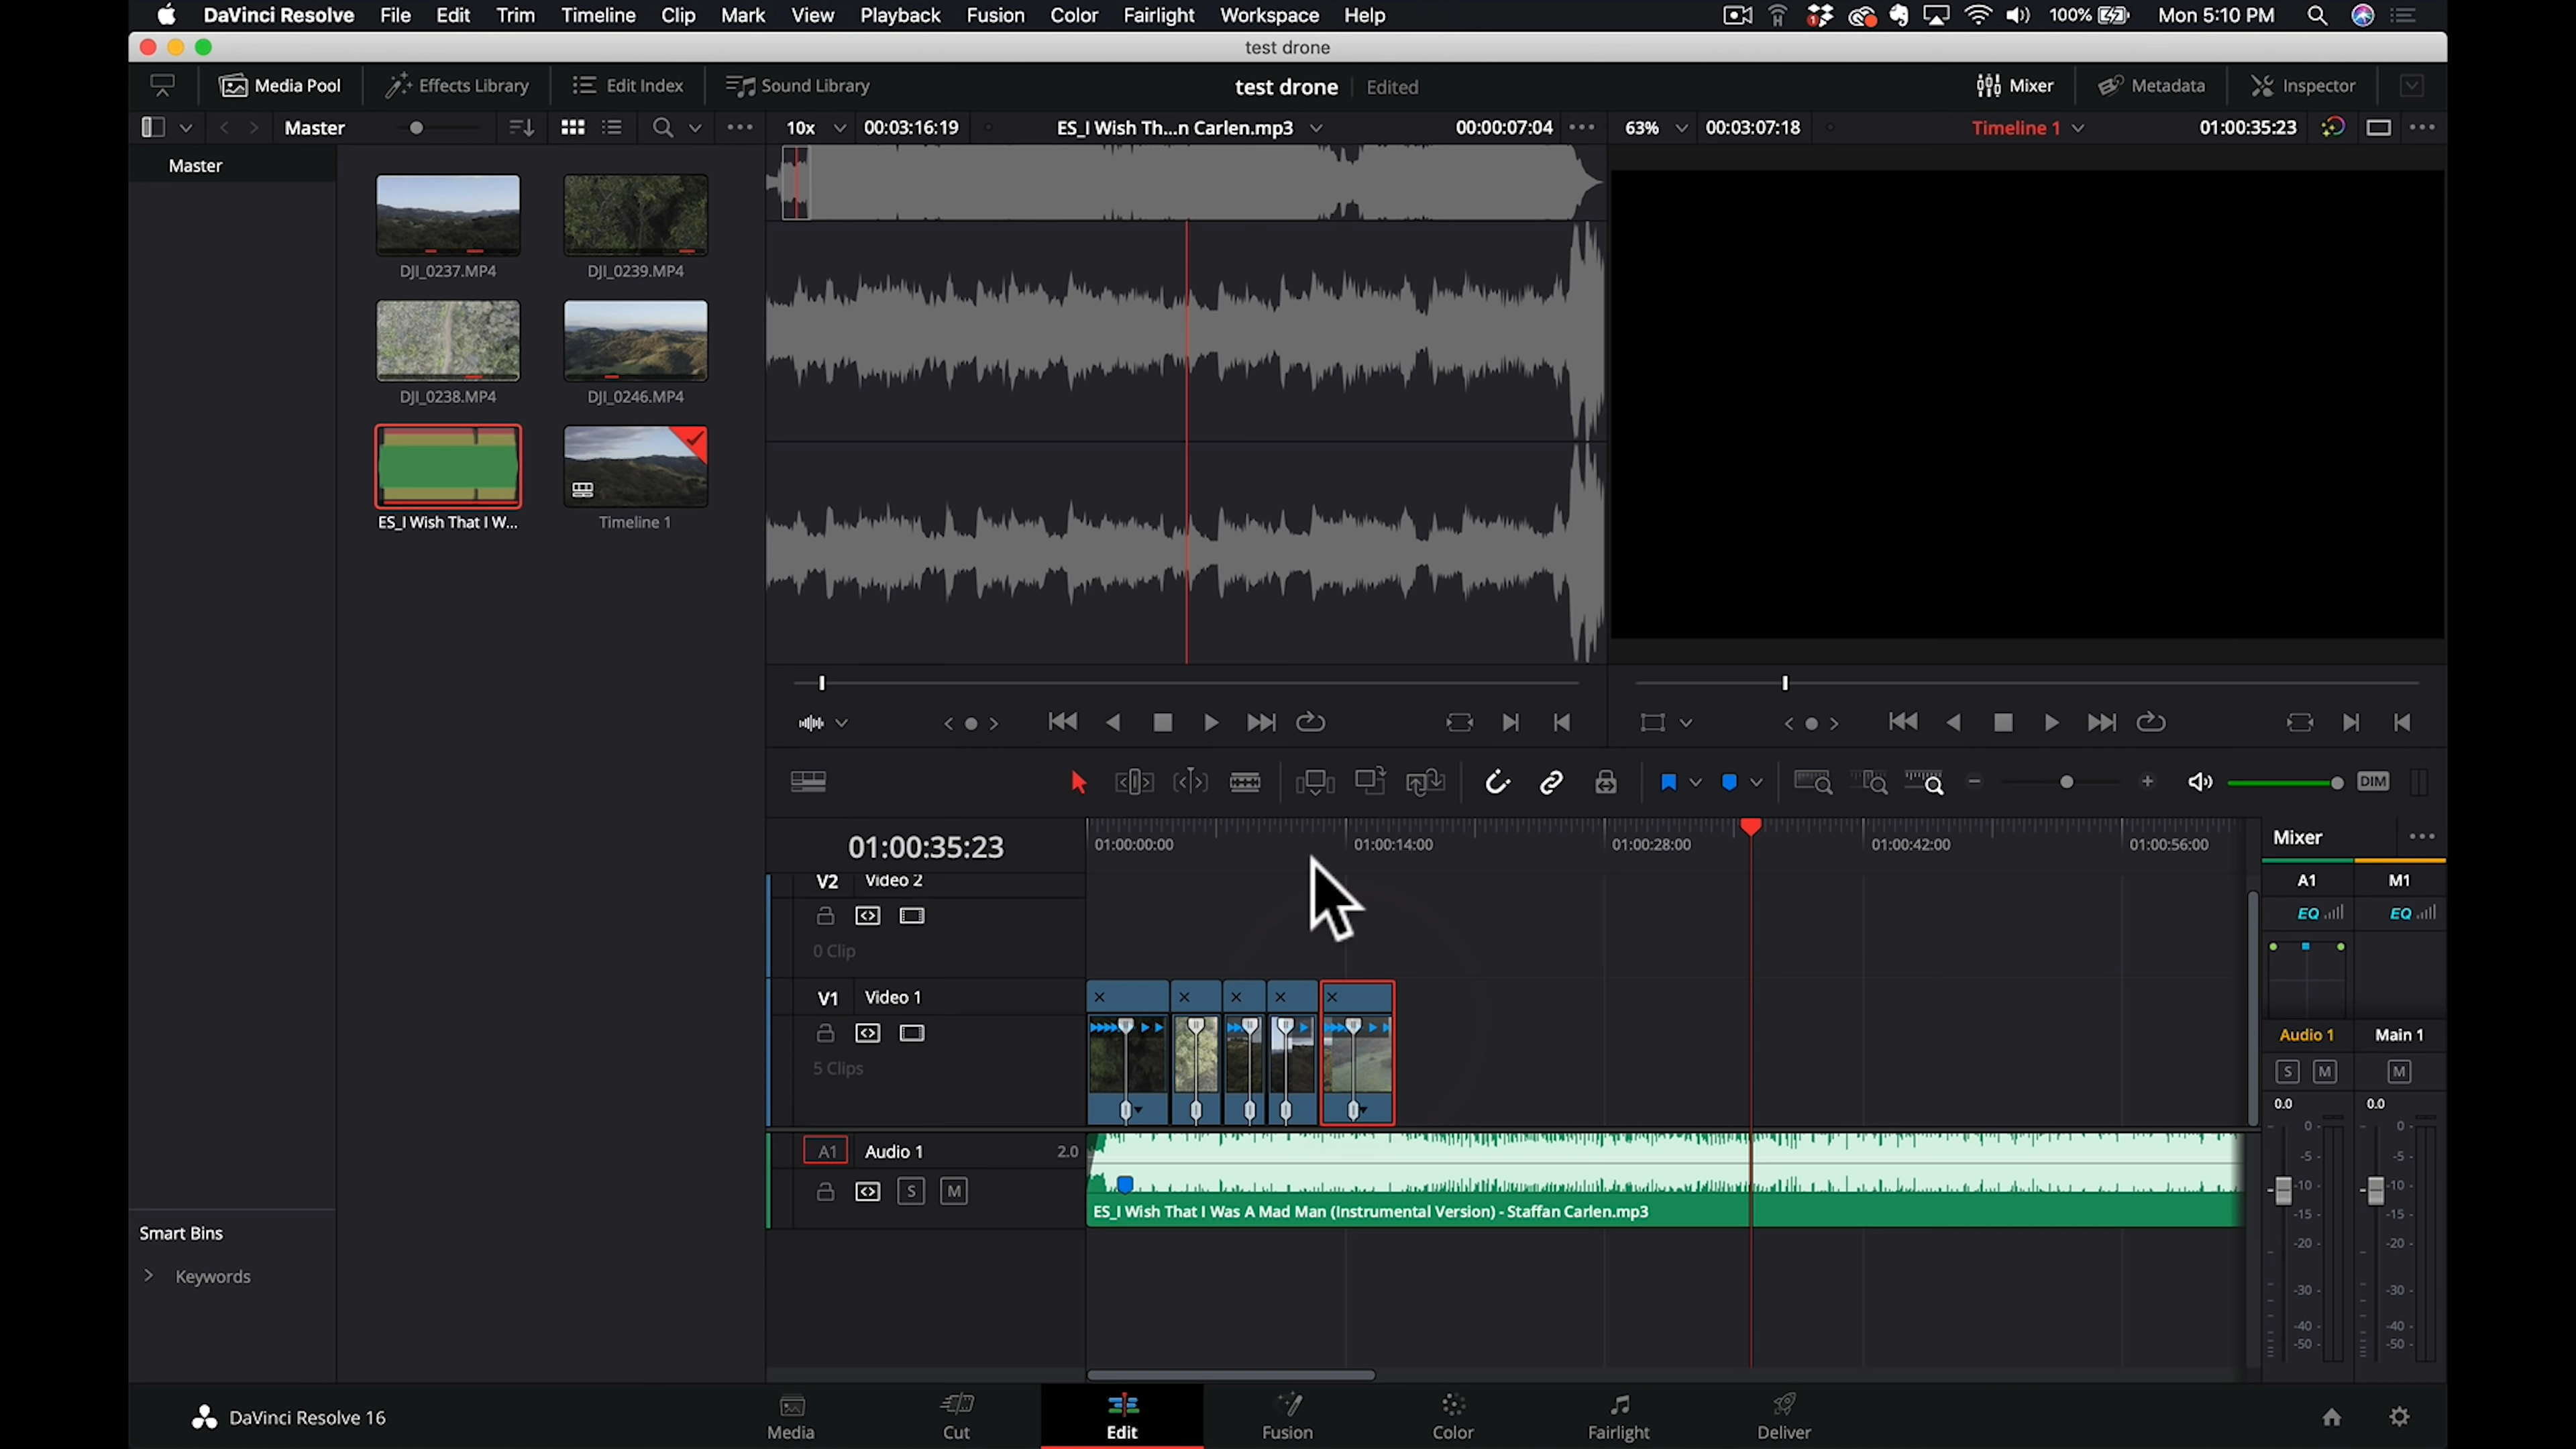 DaVinci Resolve File Edit Trim Timeline Clip Mark View Playback Fusion Color Fairlight Workspace Help
1 100% Mon 5:10 PM
test drone
Media Pool Effects Library Edit Index Sound Library
test drone Edited
Mixer Metadata Inspector
Master
10x 00:03:16:19 ES_I Wish Th...n Carlen.mp3 00:00:07:04
63% 00:03:07:18 Timeline 1 01:00:35:23
Master
DJI_0237.MP4 DJI_0239.MP4
DJI_0238.MP4 DJI_0246.MP4
ES_I Wish That I W... Timeline 1
DIM
01:00:35:23
01:00:00:00 01:00:14:00 01:00:28:00 01:00:42:00 01:00:56:00
V2 Video 2
0 Clip
V1 Video 1
5 Clips
A1 Audio 1 2.0
S M
ES_I Wish That I Was A Mad Man (Instrumental Version) - Staffan Carlen.mp3
Mixer
A1 M1
EQ EQ
Audio 1 Main 1
S M M
0.0 0.0
0- 0-
-5- -5-
-10- -10-
-15- -15-
-20- -20-
-30- -30-
-40- -40-
-50- -50-
Smart Bins
Keywords
DaVinci Resolve 16
Media Cut Edit Fusion Color Fairlight Deliver